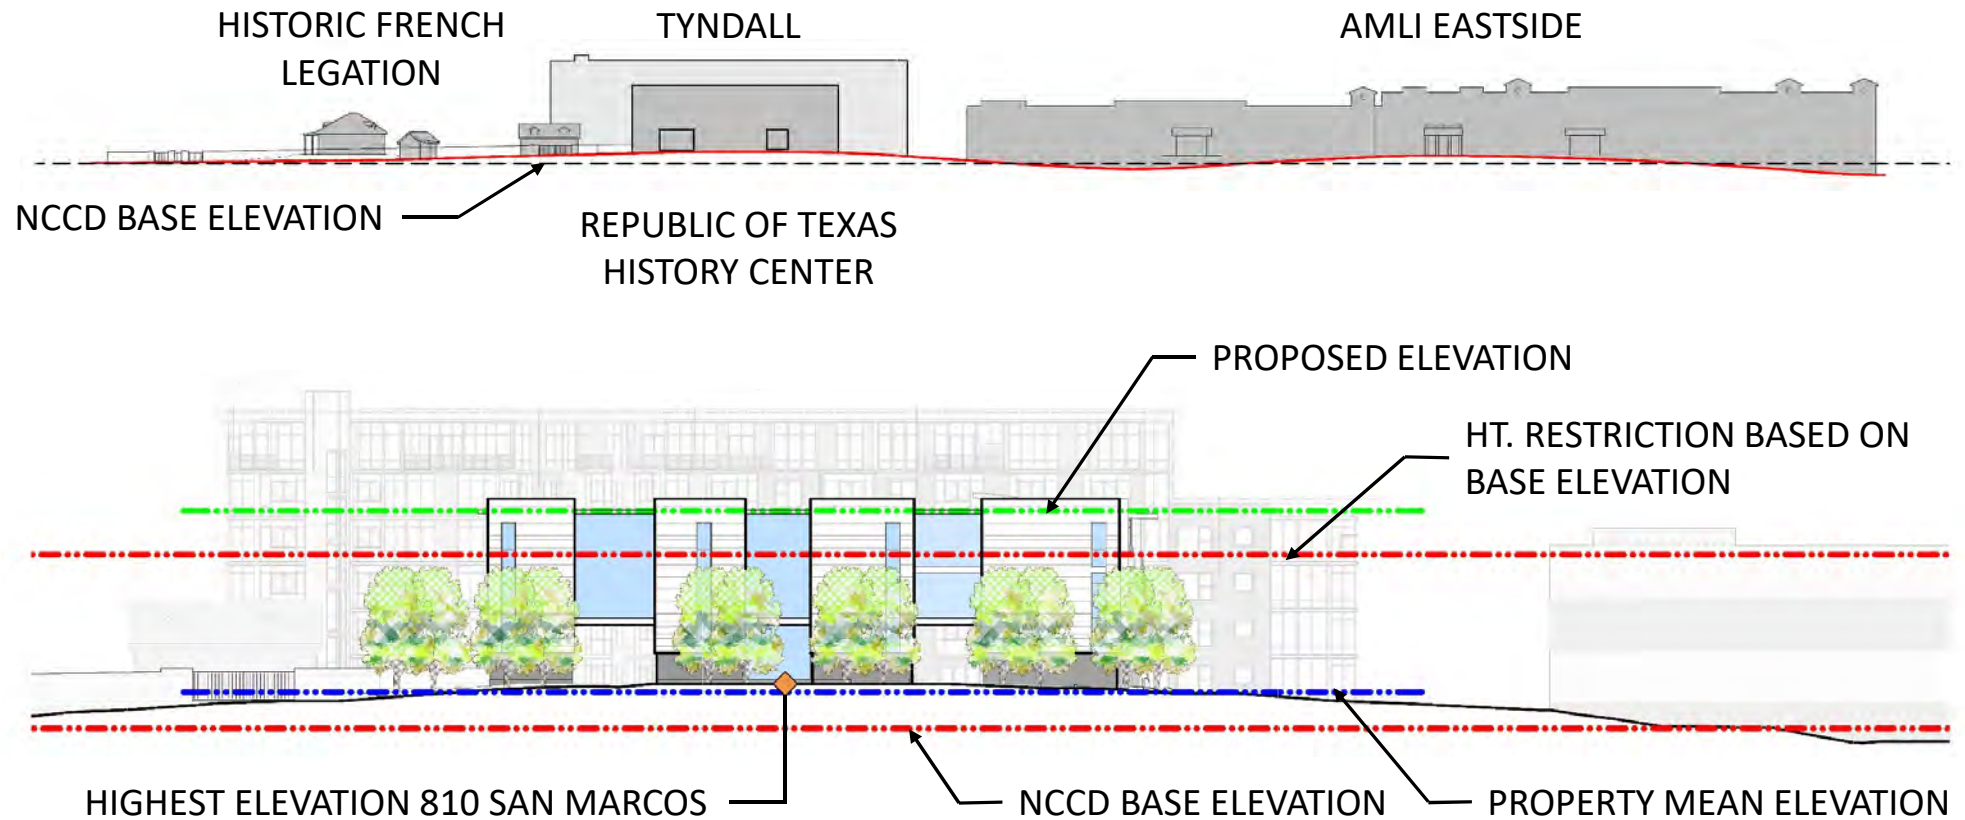 HISTORIC FRENCH
LEGATION
TYNDALL
AMLI EASTSIDE
NCCD BASE ELEVATION
REPUBLIC OF TEXAS
HISTORY CENTER
PROPOSED ELEVATION
HT. RESTRICTION BASED ON
BASE ELEVATION
HIGHEST ELEVATION 810 SAN MARCOS
NCCD BASE ELEVATION
PROPERTY MEAN ELEVATION